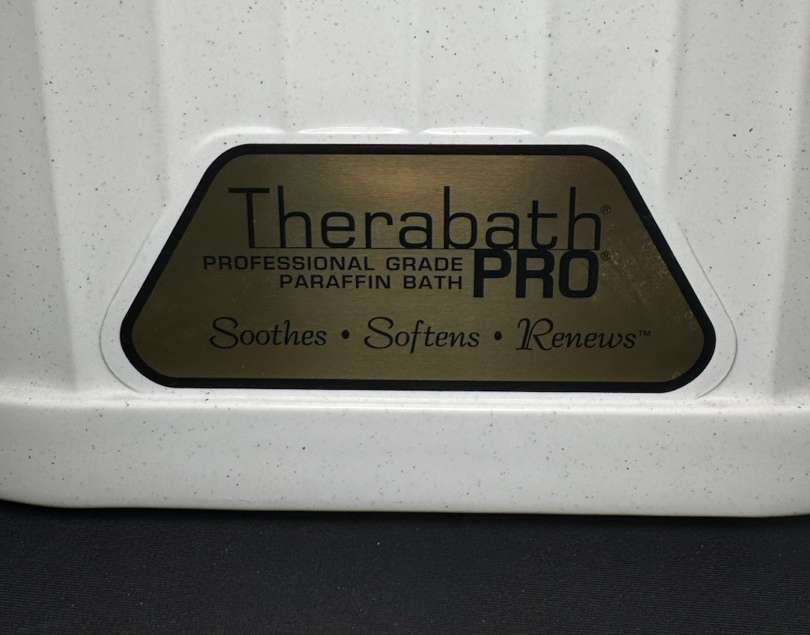 Therabath®
PROFESSIONAL GRADE
PARAFFIN BATH PRO®
Soothes • Softens • Renews™